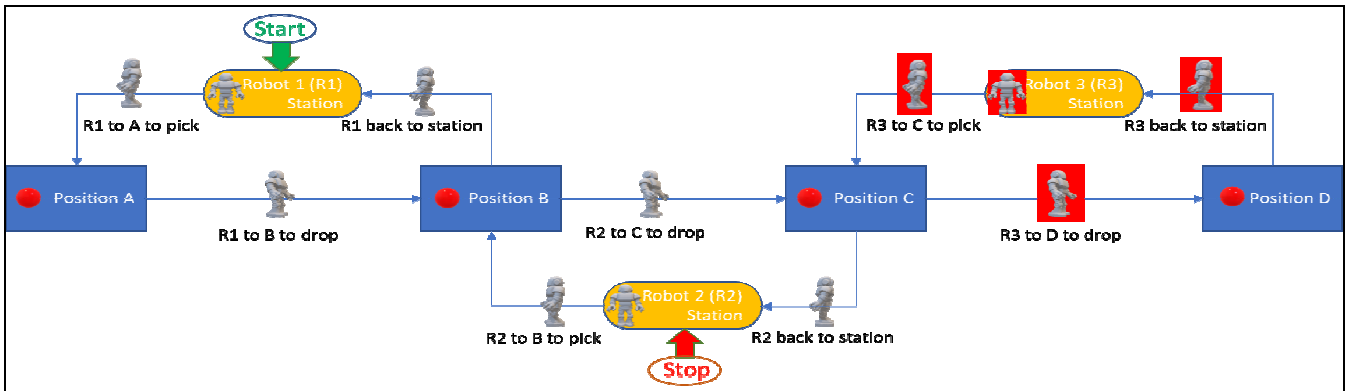 Start
Robot 1 (R1)
Station
Robot 3 (R3)
Station
R1 to A to pick
R1 back to station
R3 to C to pick
R3 back to station
Position A
Position B
Position C
Position D
R1 to B to drop
R2 to C to drop
R3 to D to drop
Robot 2 (R2)
Station
R2 to B to pick
R2 back to station
Stop